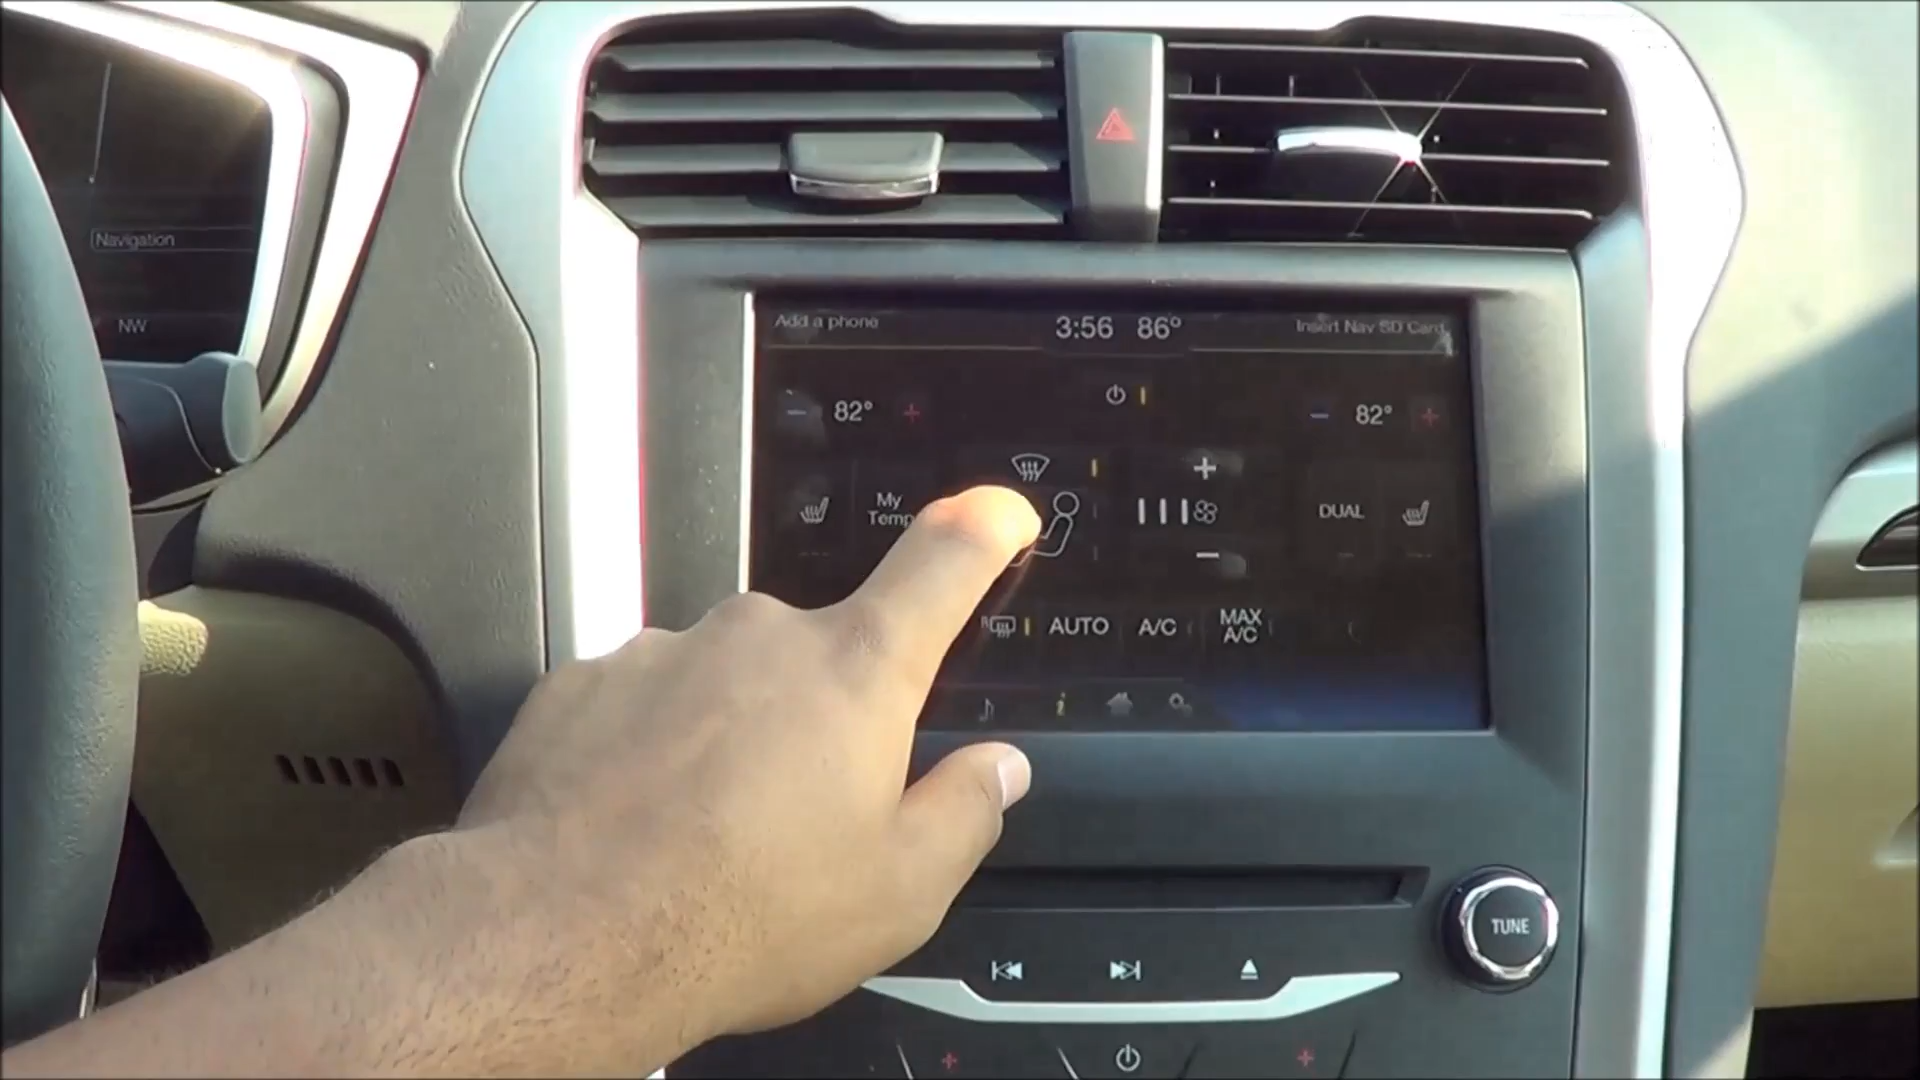 Navigation
NW
Add a phone
3:56 86°
Insert Nav SD Card
82°
82°
My
Temp
DUAL
R
AUTO
A/C
MAX
A/C
TUNE